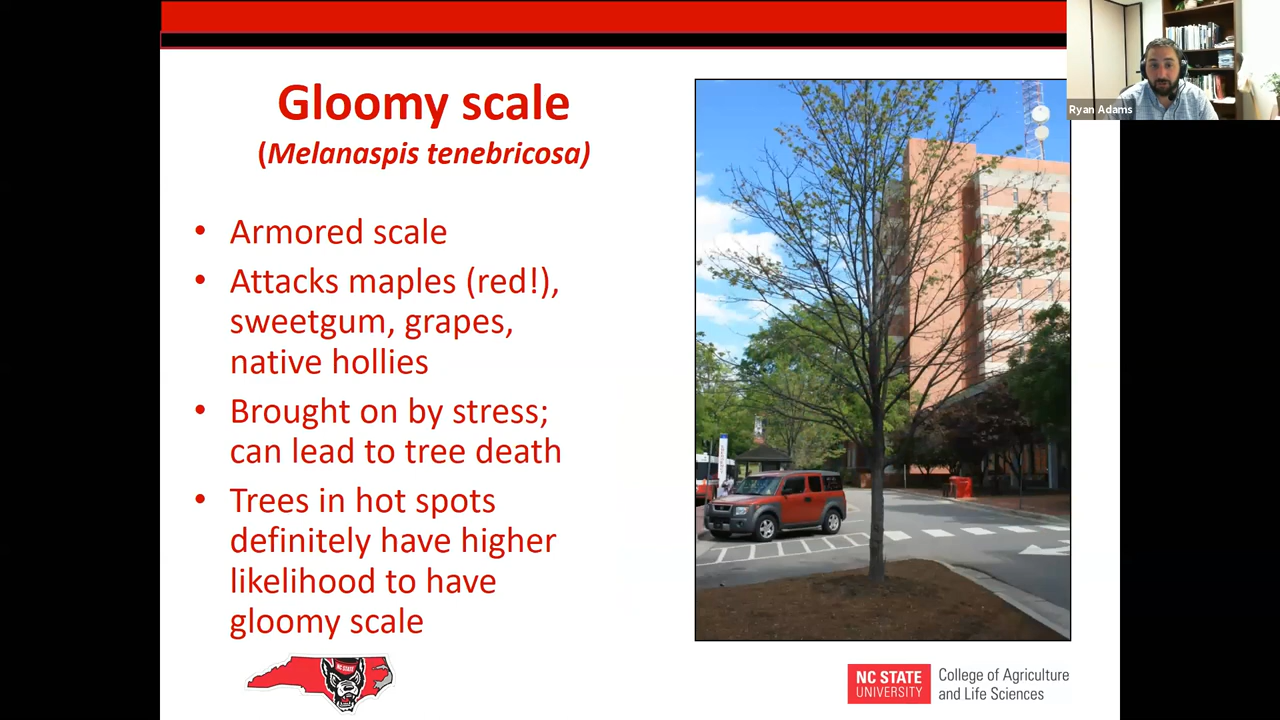 Gloomy scale
(Melanaspis tenebricosa)
• Armored scale
• Attacks maples (red!),
sweetgum, grapes,
native hollies
• Brought on by stress;
can lead to tree death
• Trees in hot spots
definitely have higher
likelihood to have
gloomy scale
Ryan Adams
NC STATE
NC STATE
UNIVERSITY
College of Agriculture
and Life Sciences